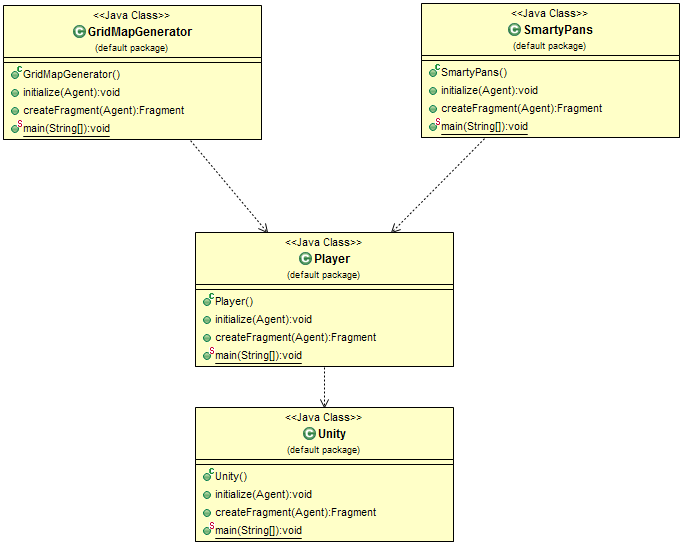 <<Java Class>>
GridMapGenerator
(default package)
GridMapGenerator()
initialize(Agent):void
createFragment(Agent):Fragment
main(String[]):void
<<Java Class>>
SmartyPans
(default package)
SmartyPans()
initialize(Agent):void
createFragment(Agent):Fragment
main(String[]):void
<<Java Class>>
Player
(default package)
Player()
initialize(Agent):void
createFragment(Agent):Fragment
main(String[]):void
<<Java Class>>
Unity
(default package)
Unity()
initialize(Agent):void
createFragment(Agent):Fragment
main(String[]):void